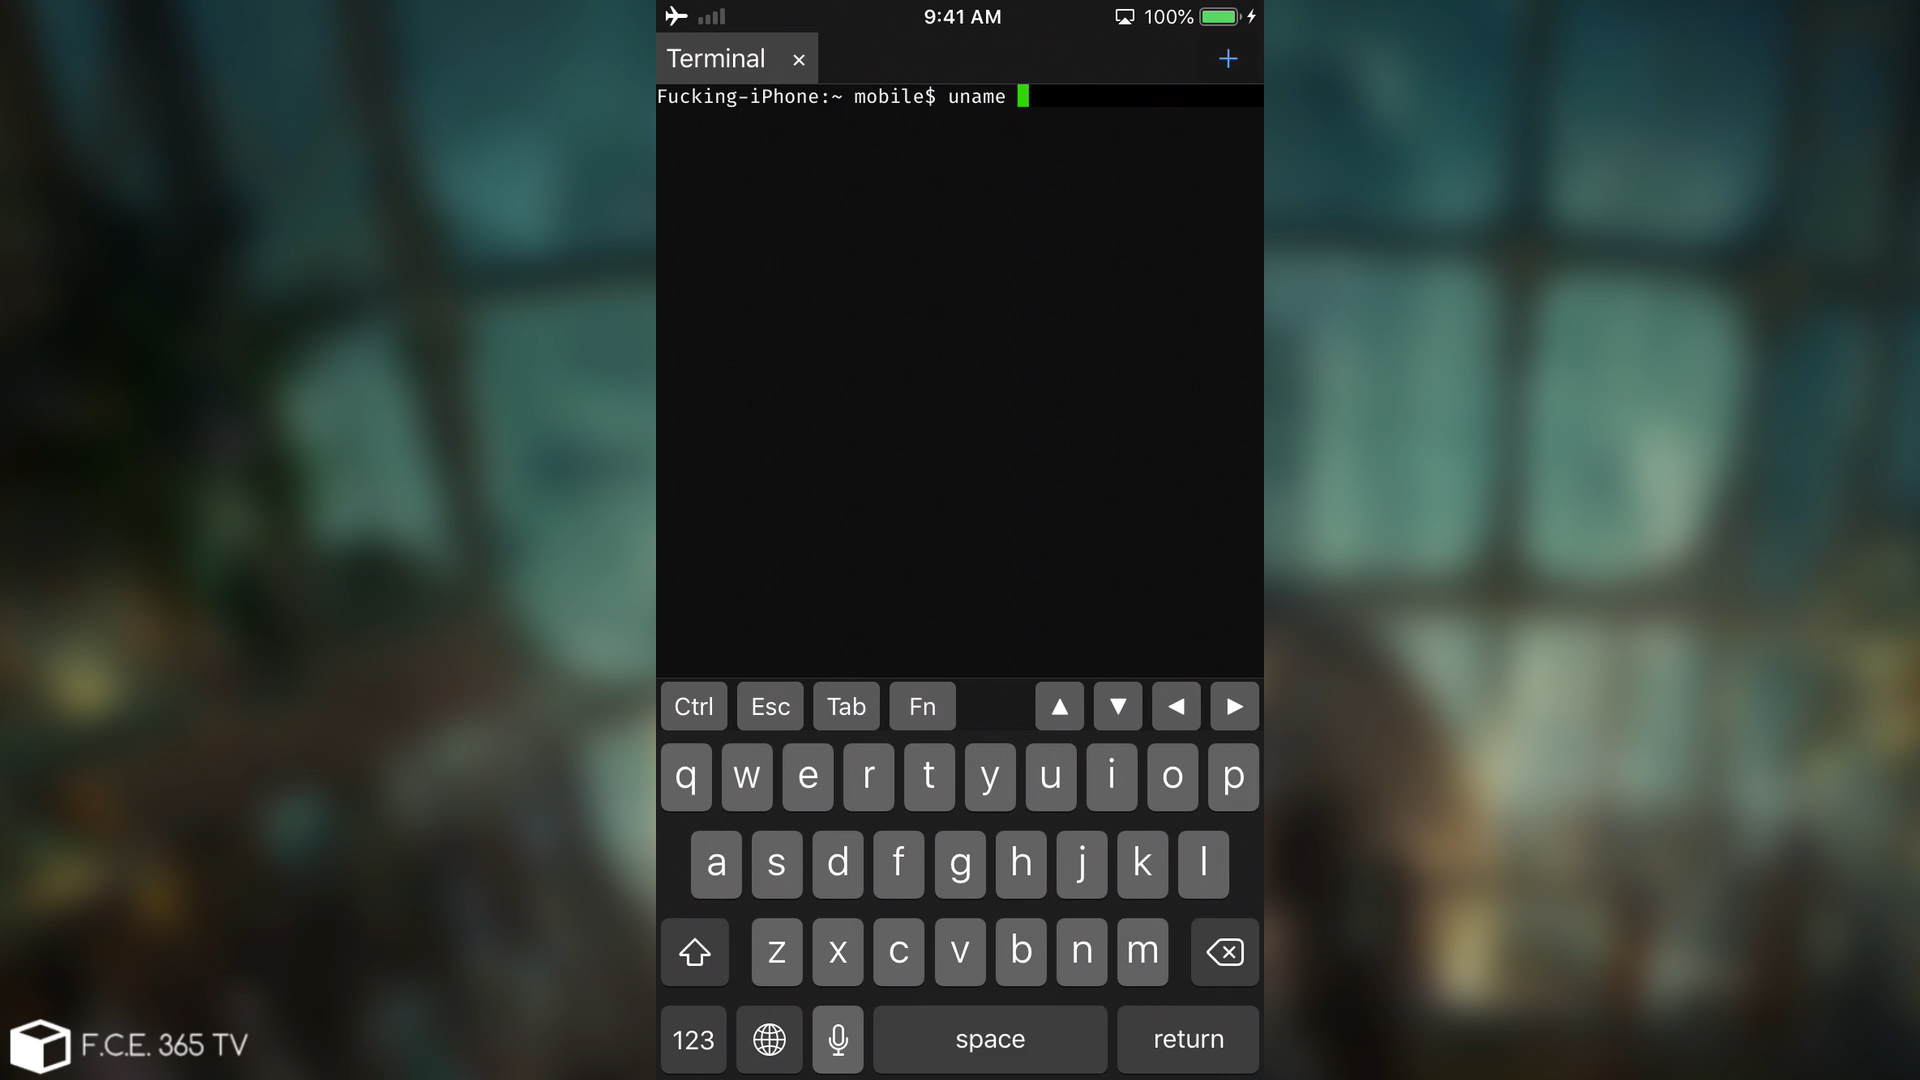 9:41 AM 100%
Terminal × +
Fucking-iPhone:~ mobile$ uname
Ctrl Esc Tab Fn ▲ ▼ ◀ ▶
q w e r t y u i o p
a s d f g h j k l
z x c v b n m
123 space return
F.C.E. 365 TV